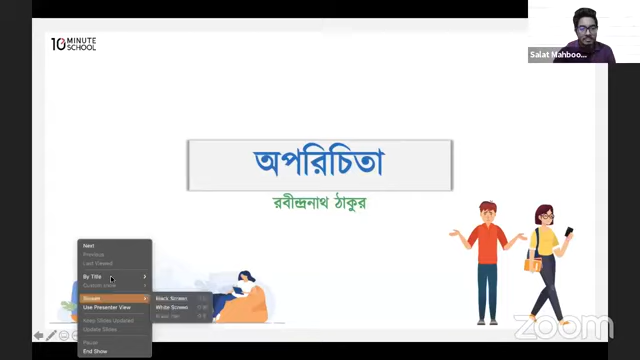 10 MINUTE
SCHOOL
Salat Mahboo...
অপরিচিতা
রবীন্দ্রনাথ ঠাকুর
Next
Previous
Last Viewed
By Title
Custom Show
Screen
Black Screen
Use Presenter View
White Screen
Keep Slides Updated
Update Slides
Pause
End Show
zoom